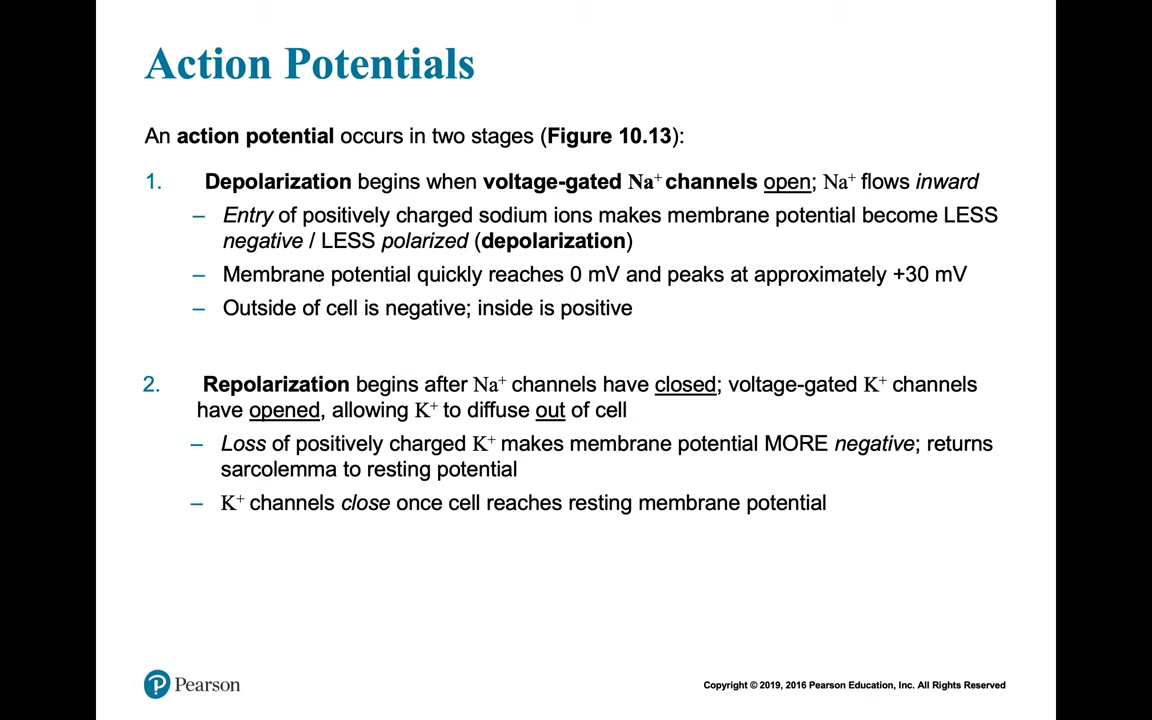 Action Potentials
An action potential occurs in two stages (Figure 10.13):
1. Depolarization begins when voltage-gated Na⁺ channels open; Na⁺ flows inward
– Entry of positively charged sodium ions makes membrane potential become LESS
negative / LESS polarized (depolarization)
– Membrane potential quickly reaches 0 mV and peaks at approximately +30 mV
– Outside of cell is negative; inside is positive
2. Repolarization begins after Na⁺ channels have closed; voltage-gated K⁺ channels
have opened, allowing K⁺ to diffuse out of cell
– Loss of positively charged K⁺ makes membrane potential MORE negative; returns
sarcolemma to resting potential
– K⁺ channels close once cell reaches resting membrane potential
P Pearson
Copyright © 2019, 2016 Pearson Education, Inc. All Rights Reserved